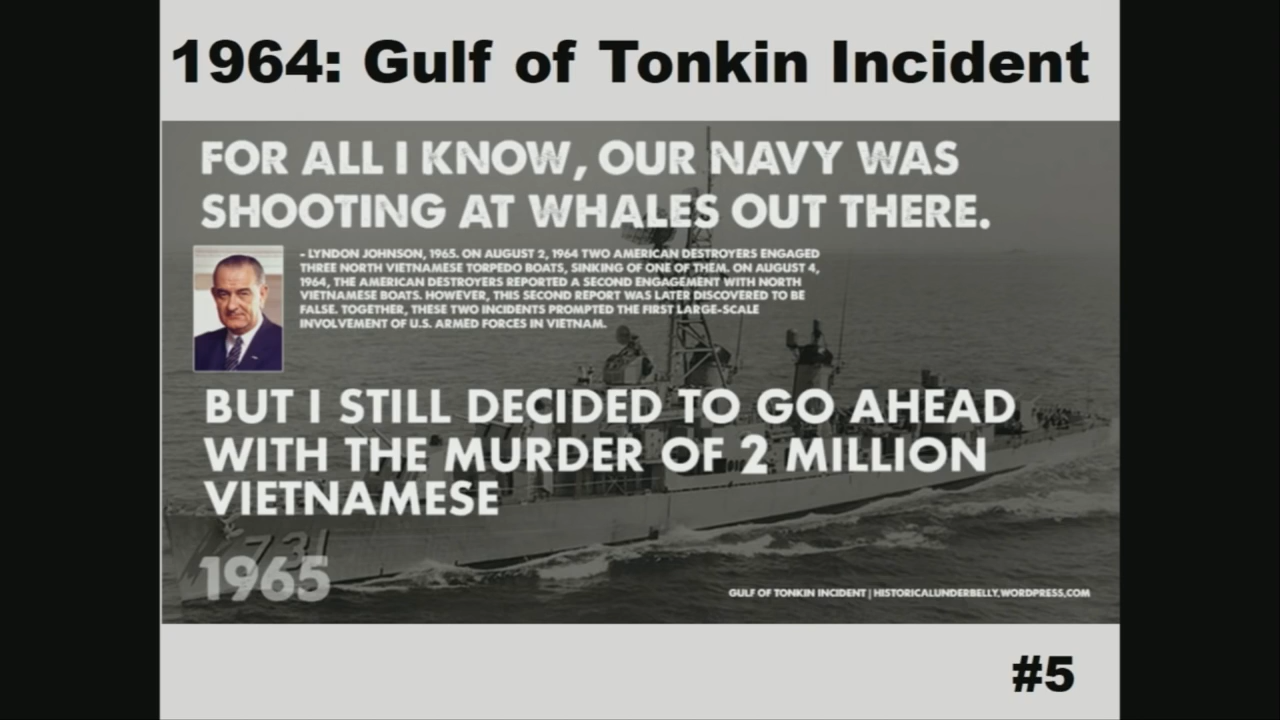 1964: Gulf of Tonkin Incident
FOR ALL I KNOW, OUR NAVY WAS
SHOOTING AT WHALES OUT THERE.
- LYNDON JOHNSON, 1965. ON AUGUST 2, 1964 TWO AMERICAN DESTROYERS ENGAGED
THREE NORTH VIETNAMESE TORPEDO BOATS, SINKING OF ONE OF THEM. ON AUGUST 4,
1964, THE AMERICAN DESTROYERS REPORTED A SECOND ENGAGEMENT WITH NORTH
VIETNAMESE BOATS. HOWEVER, THIS SECOND REPORT WAS LATER DISCOVERED TO BE
FALSE. TOGETHER, THESE TWO INCIDENTS PROMPTED THE FIRST LARGE-SCALE
INVOLVEMENT OF U.S. ARMED FORCES IN VIETNAM.
BUT I STILL DECIDED TO GO AHEAD
WITH THE MURDER OF 2 MILLION
VIETNAMESE
731
1965
GULF OF TONKIN INCIDENT | HISTORICALUNDERBELLY.WORDPRESS.COM
#5